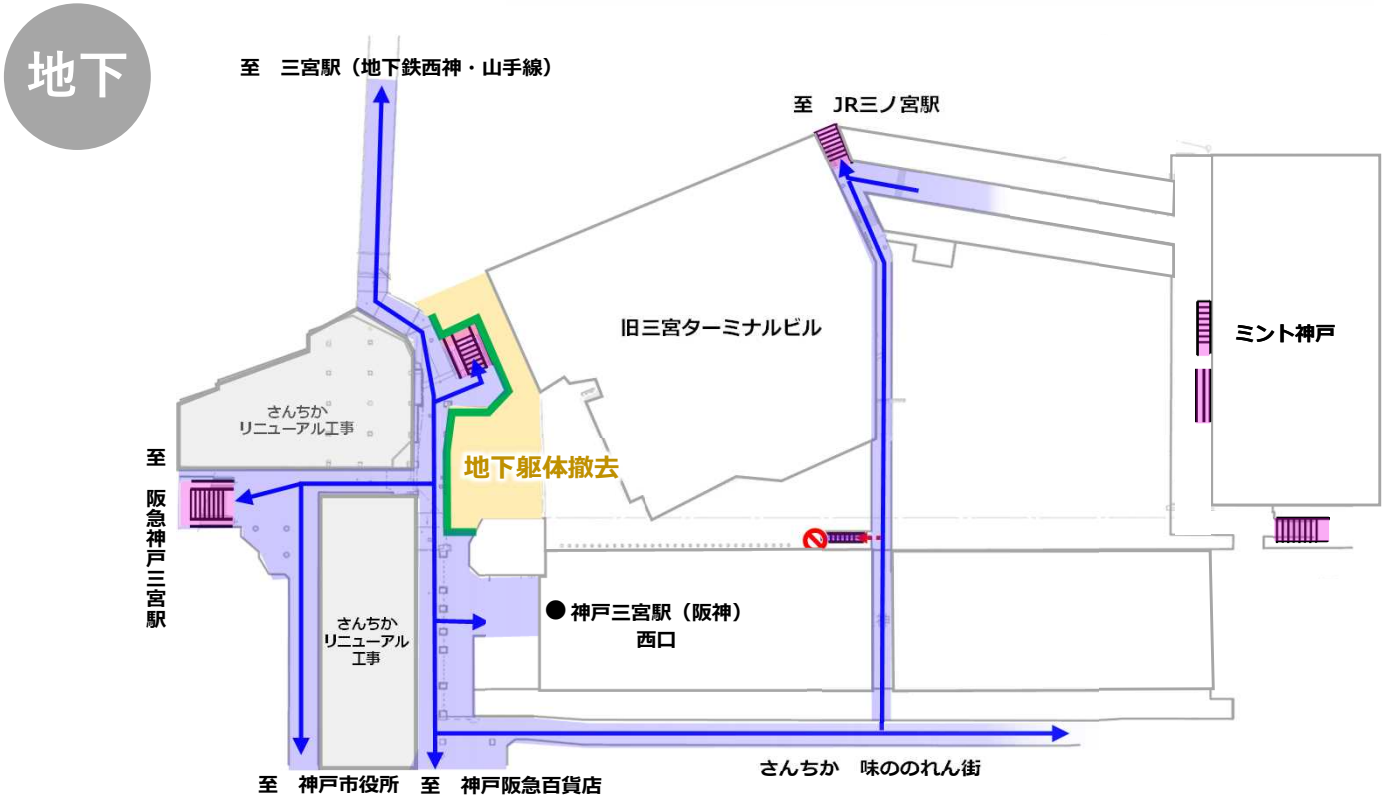 地下
至　三宮駅（地下鉄西神・山手線）
至　JR三ノ宮駅
旧三宮ターミナルビル
ミント神戸
さんちか
リニューアル工事
地下躯体撤去
至　阪急神戸三宮駅
神戸三宮駅（阪神）
西口
さんちか
リニューアル
工事
さんちか　味ののれん街
至　神戸市役所
至　神戸阪急百貨店